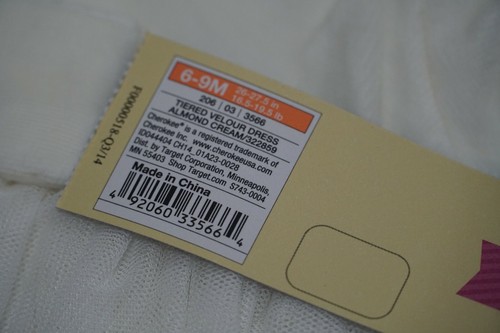 6-9M 26-27.5 in
16.5-19.5 lb
206 | 03 | 3566
TIERED VELOUR DRESS
ALMOND CREAM/322859
Cherokee® is a registered trademark of
Cherokee Inc. www.cherokeeusa.com
ID044404 CH14 01A23-0028
Dist. by Target Corporation, Minneapolis,
MN 55403 Shop Target.com S743-0004
Made in China
4 92060 33566 4
F00000518-Q3/14